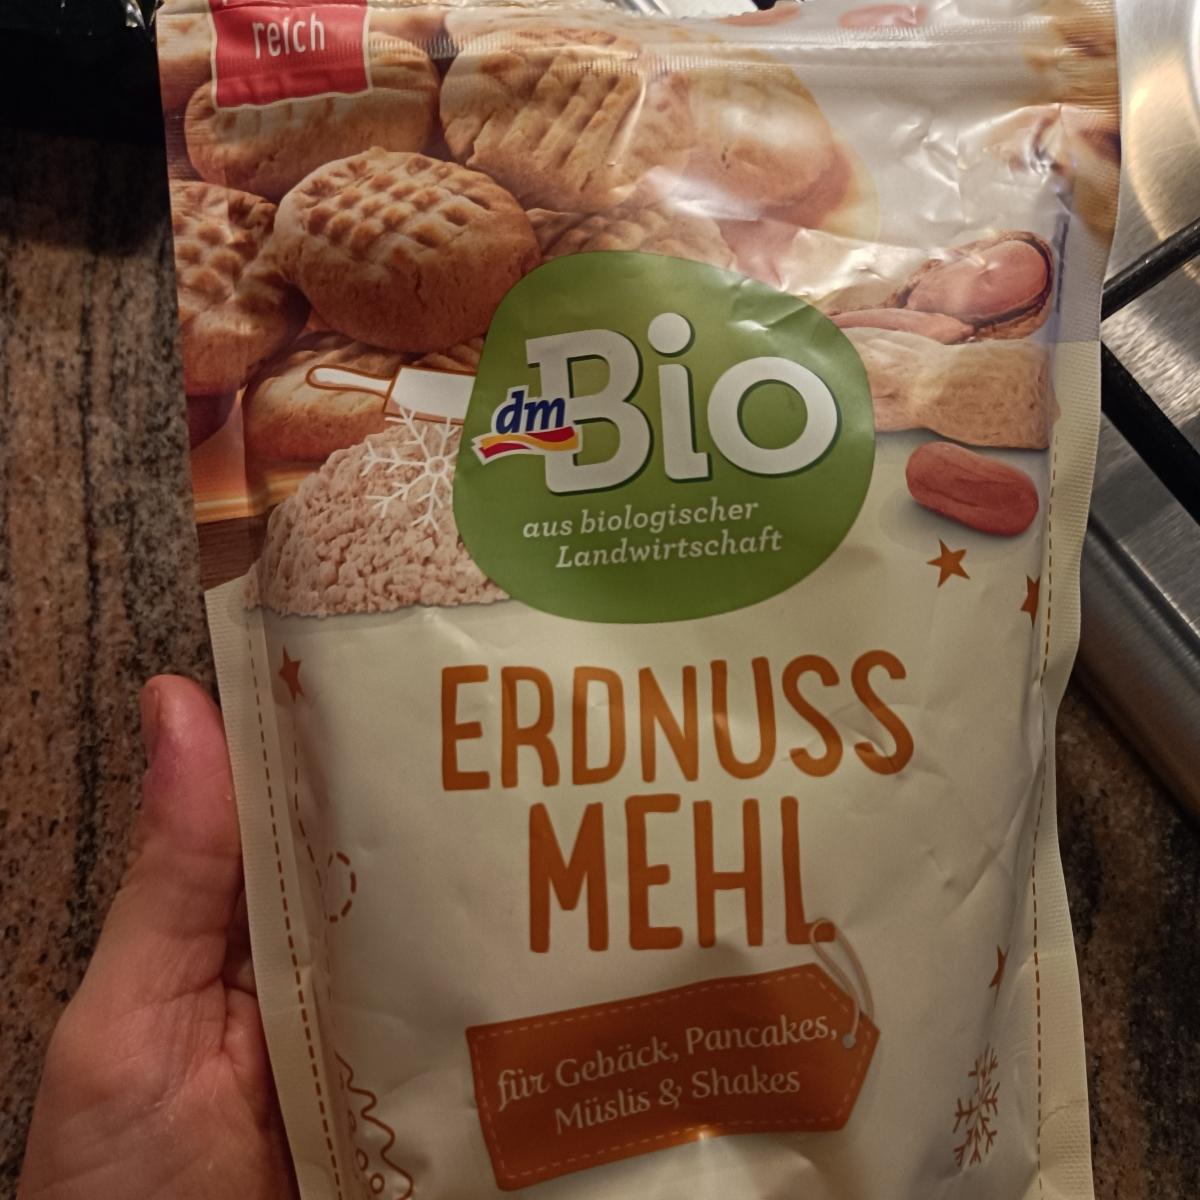 reich
dm
Bio
aus biologischer
Landwirtschaft
ERDNUSS
MEHL
für Gebäck, Pancakes,
Müslis & Shakes